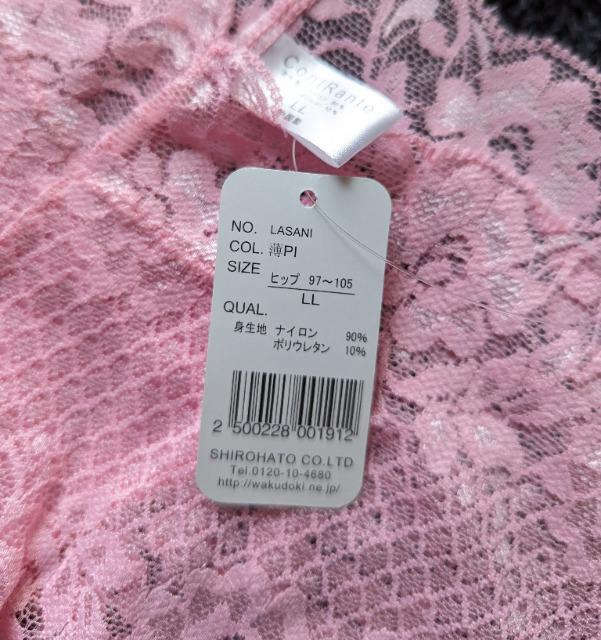 ContRante
LL
NO. LASANI
COL. 薄PI
SIZE ヒップ 97～105
LL
QUAL.
身生地 ナイロン 90%
ポリウレタン 10%
2 500228 001912
SHIROHATO CO.LTD
Tel.0120-10-4680
http://wakudoki.ne.jp/